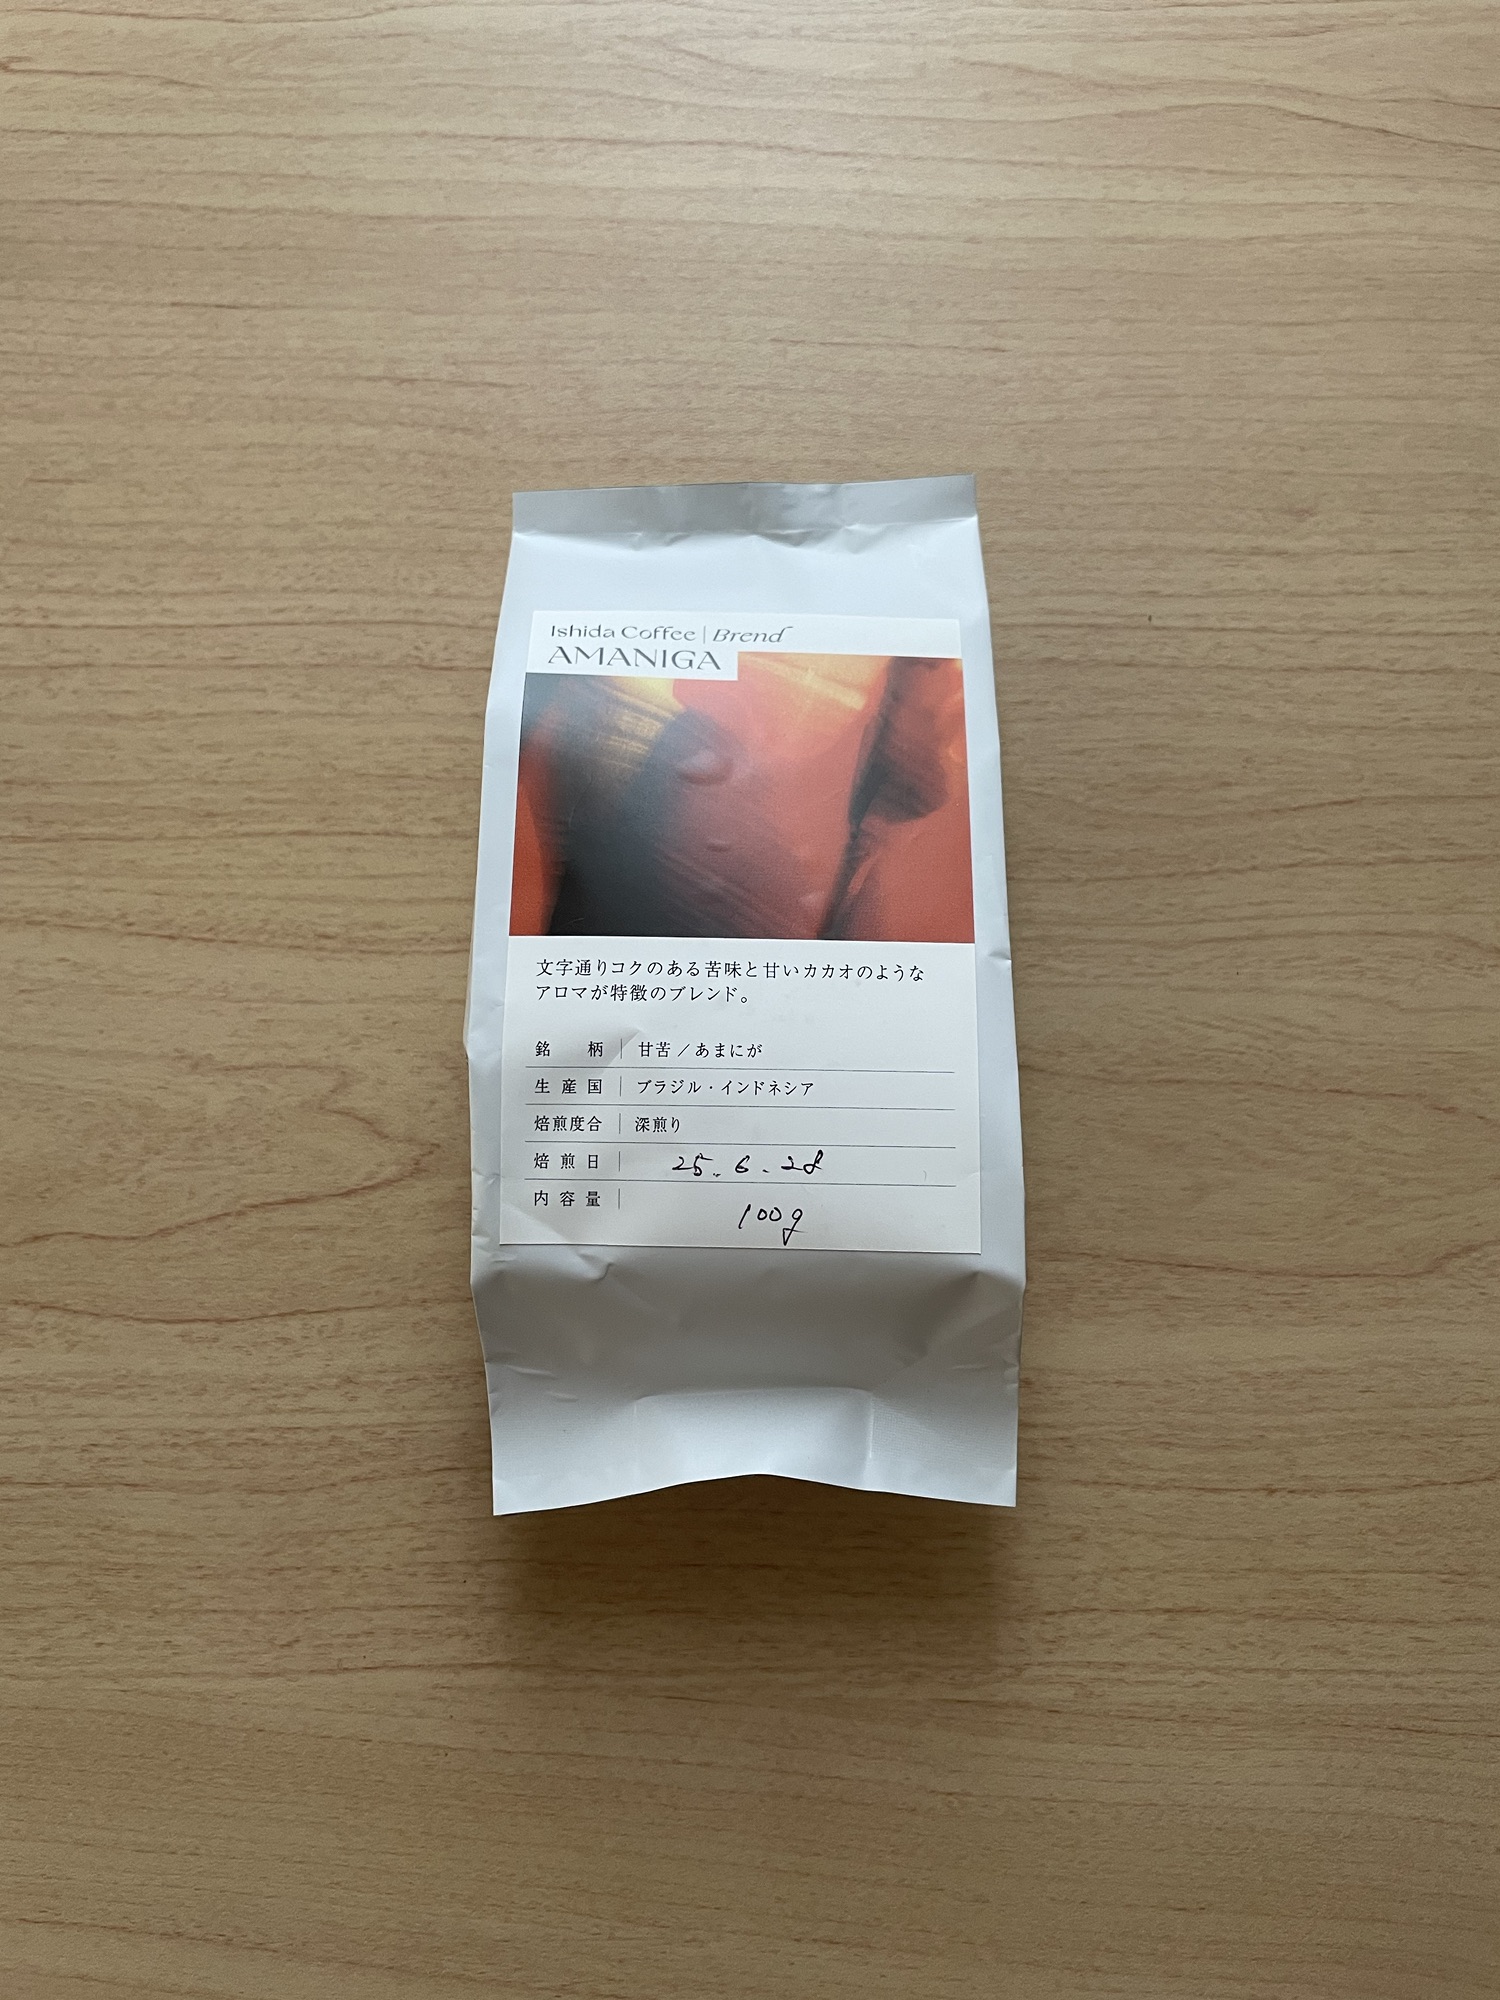 Ishida Coffee | Brend
AMANIGA
文字通りコクのある苦味と甘いカカオのような
アロマが特徴のブレンド。
銘柄 | 甘苦／あまにが
生産国 | ブラジル・インドネシア
焙煎度合 | 深煎り
焙煎日 | 25.6.28
内容量 | 100g